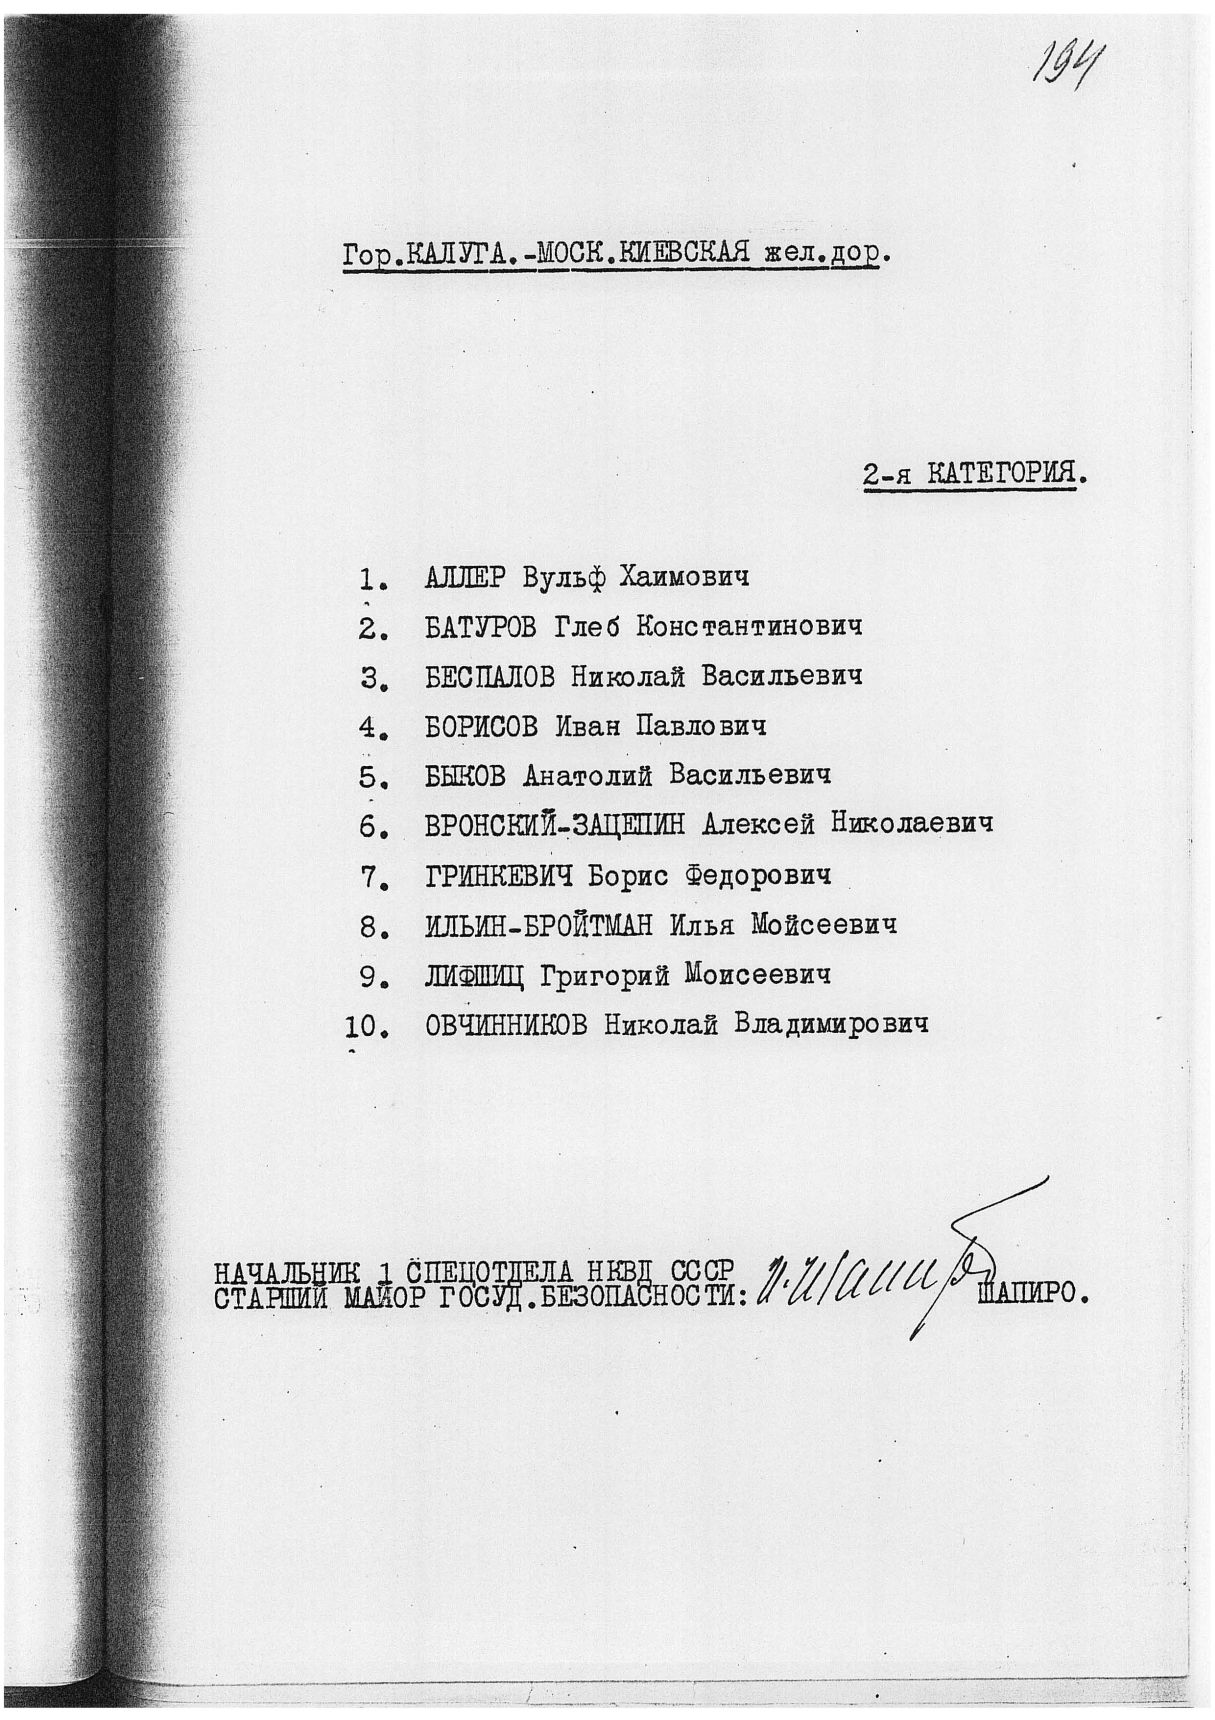 194
Гор.КАЛУГА.-МОСК.КИЕВСКАЯ жел.дор.
2-я КАТЕГОРИЯ.
1. АЛЛЕР Вульф Хаимович
2. БАТУРОВ Глеб Константинович
3. БЕСПАЛОВ Николай Васильевич
4. БОРИСОВ Иван Павлович
5. БЫКОВ Анатолий Васильевич
6. ВРОНСКИЙ-ЗАЦЕПИН Алексей Николаевич
7. ГРИНКЕВИЧ Борис Федорович
8. ИЛЬИН-БРОЙТМАН Илья Мойсеевич
9. ЛИФШИЦ Григорий Моисеевич
10. ОВЧИННИКОВ Николай Владимирович
НАЧАЛЬНИК 1 СПЕЦОТДЕЛА НКВД СССР
СТАРШИЙ МАЙОР ГОСУД.БЕЗОПАСНОСТИ: И.Шапиро ШАПИРО.